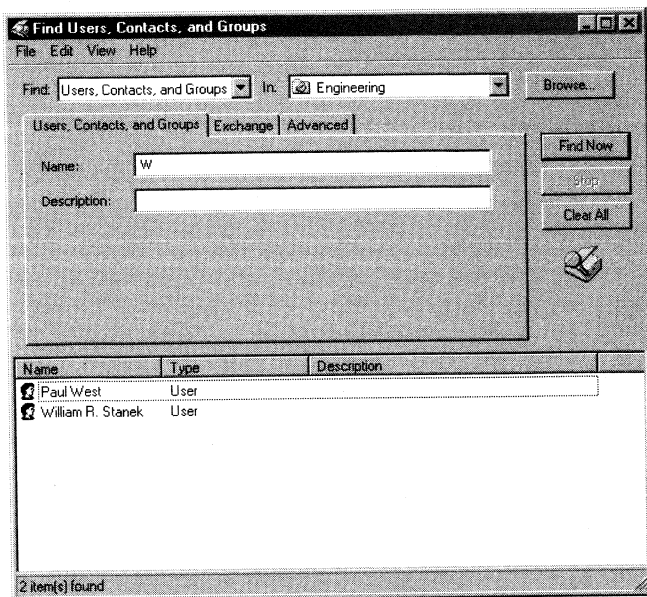 Find Users, Contacts, and Groups
File Edit View Help
Find: Users, Contacts, and Groups In: Engineering Browse...
Users, Contacts, and Groups Exchange Advanced
Find Now
Name: W
Stop
Description:
Clear All
Name Type Description
Paul West User
William R. Stanek User
2 item(s) found